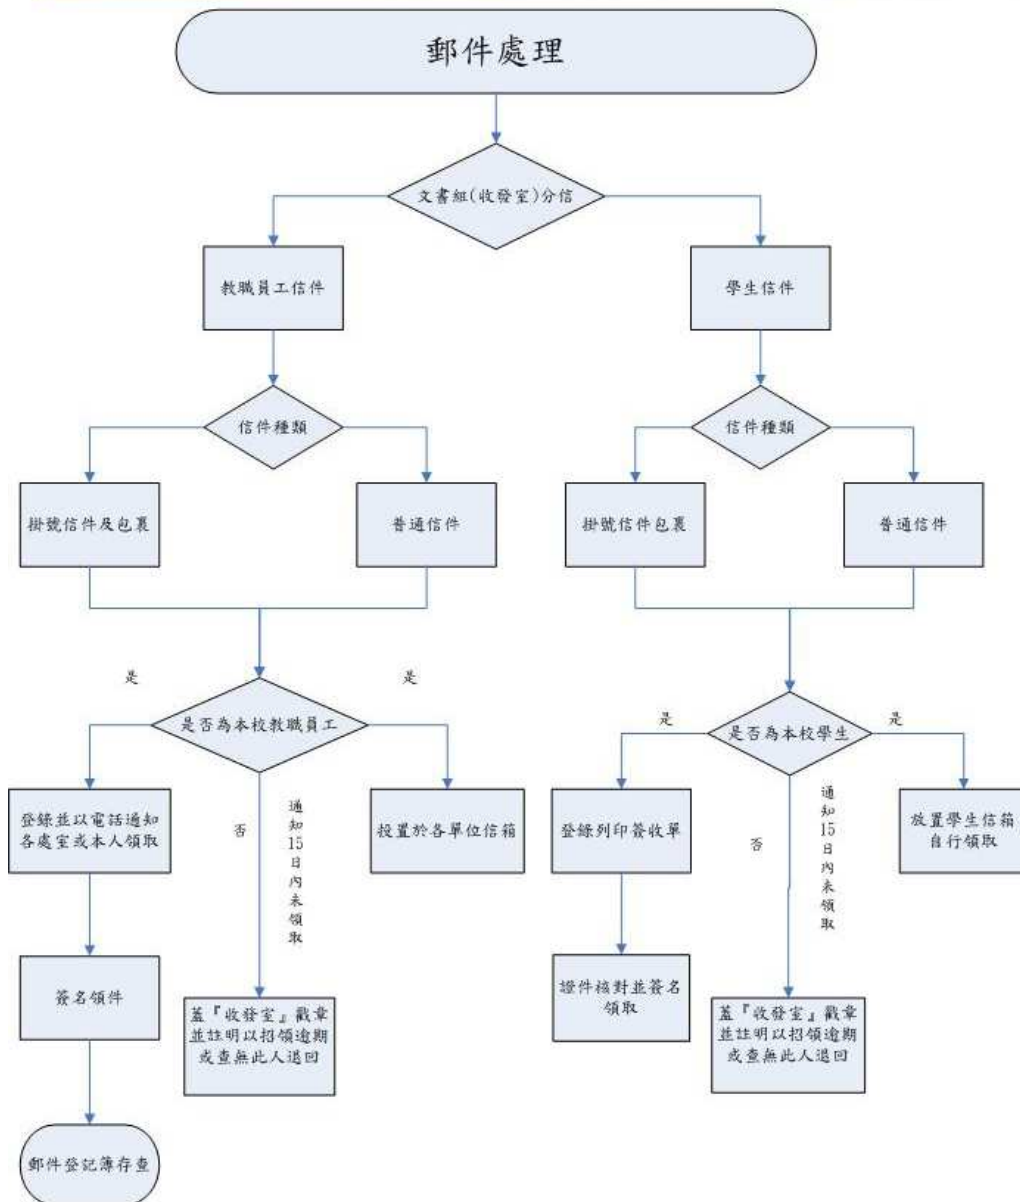 郵件處理
文書組(收發室)分信
教職員工信件
學生信件
信件種類
信件種類
掛號信件及包裹
普通信件
掛號信件包裹
普通信件
是
是
是否為本校教職員工
是
是
是否為本校學生
登錄並以電話通知
各處室或本人領取
否
通知15日內未領取
投置於各單位信箱
登錄列印簽收單
否
通知15日內未領取
放置學生信箱
自行領取
簽名領件
蓋『收發室』戳章
並註明以招領逾期
或查無此人退回
證件核對並簽名
領取
蓋『收發室』戳章
並註明以招領逾期
或查無此人退回
郵件登記簿存查